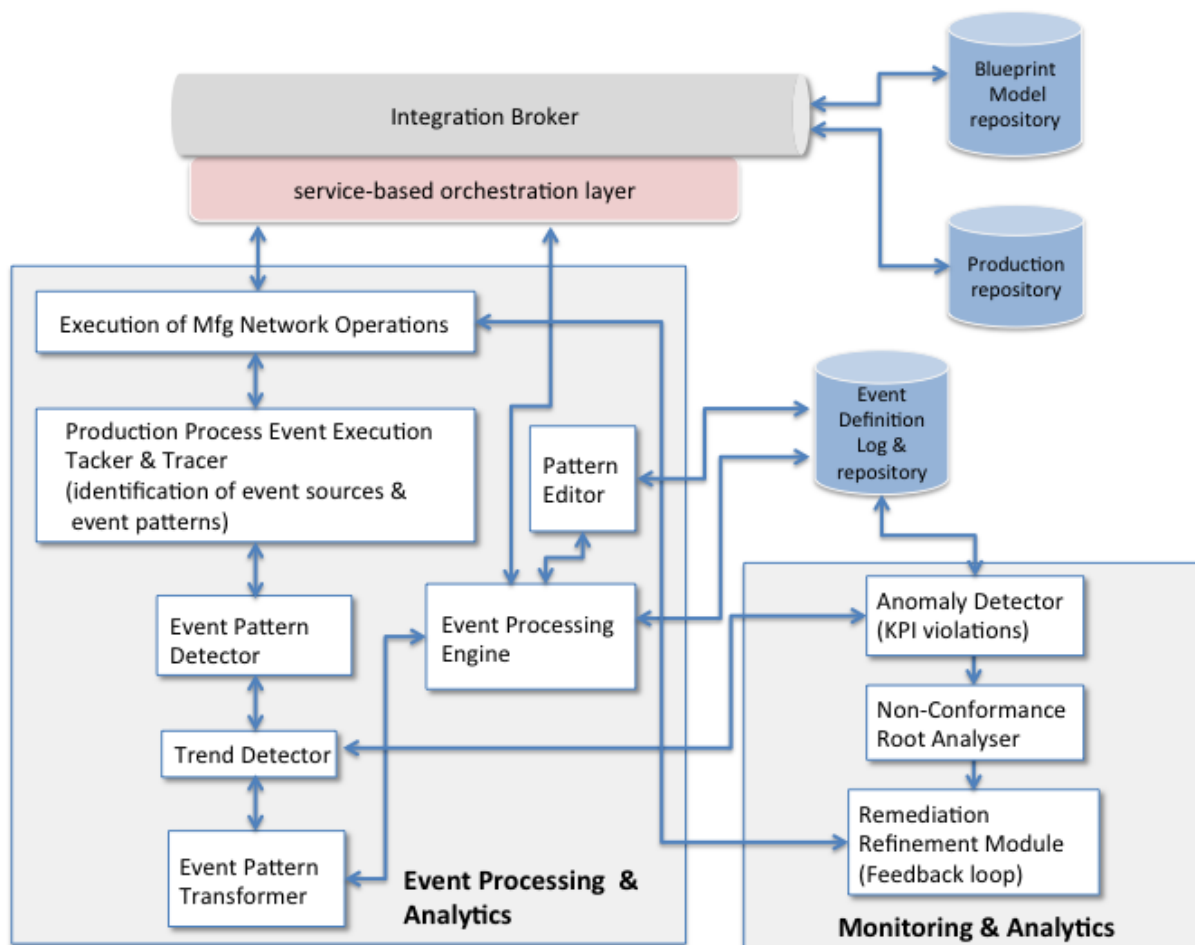 Blueprint
Model
repository
Integration Broker
service-based orchestration layer
Production
repository
Execution of Mfg Network Operations
Production Process Event Execution
Tacker & Tracer
(identification of event sources &
event patterns)
Pattern
Editor
Event
Definition
Log &
repository
Event Pattern
Detector
Event Processing
Engine
Anomaly Detector
(KPI violations)
Non-Conformance
Root Analyser
Trend Detector
Remediation
Refinement Module
(Feedback loop)
Event Pattern
Transformer
Event Processing &
Analytics
Monitoring & Analytics